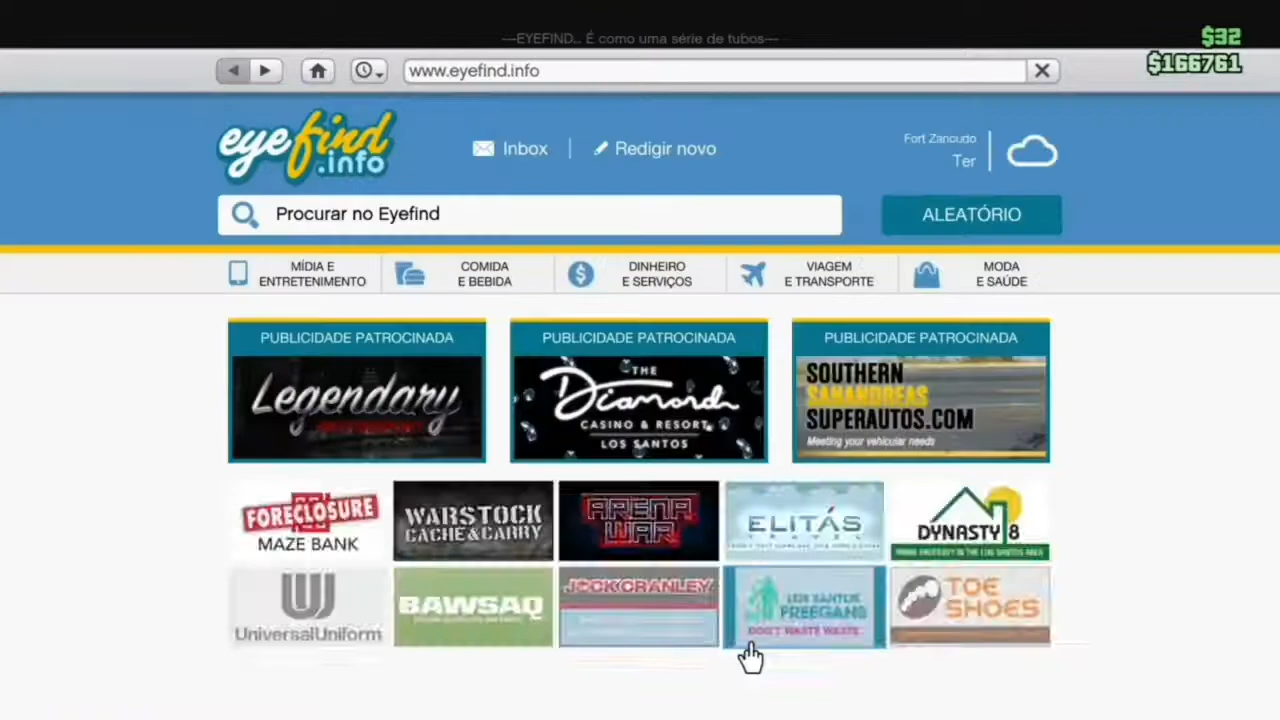 —EYEFIND... É como uma série de tubos—
$32
$166761
www.eyefind.info
eyefind
.info
Inbox
Redigir novo
Fort Zancudo
Ter
Procurar no Eyefind
ALEATÓRIO
MÍDIA E
ENTRETENIMENTO
COMIDA
E BEBIDA
DINHEIRO
E SERVIÇOS
VIAGEM
E TRANSPORTE
MODA
E SAÚDE
PUBLICIDADE PATROCINADA
Legendary
PUBLICIDADE PATROCINADA
THE
Diamond
CASINO & RESORT
LOS SANTOS
PUBLICIDADE PATROCINADA
SOUTHERN
SANANDREAS
SUPERAUTOS.COM
Meeting your vehicular needs
FORECLOSURE
MAZE BANK
WARSTOCK
CACHE&CARRY
ARENA
WAR
ELITÁS
TRAVEL
DYNASTY 8
UniversalUniform
BAWSAQ
JOCKCRANLEY
LOS SANTOS
FREEGANS
DON'T WASTE WASTE
TOE
SHOES